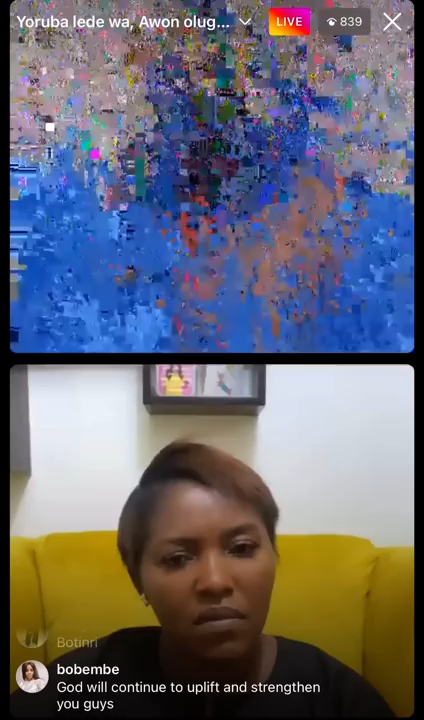 Yoruba lede wa, Awon olug...
LIVE
839
Botinri
bobembe
God will continue to uplift and strengthen
you guys